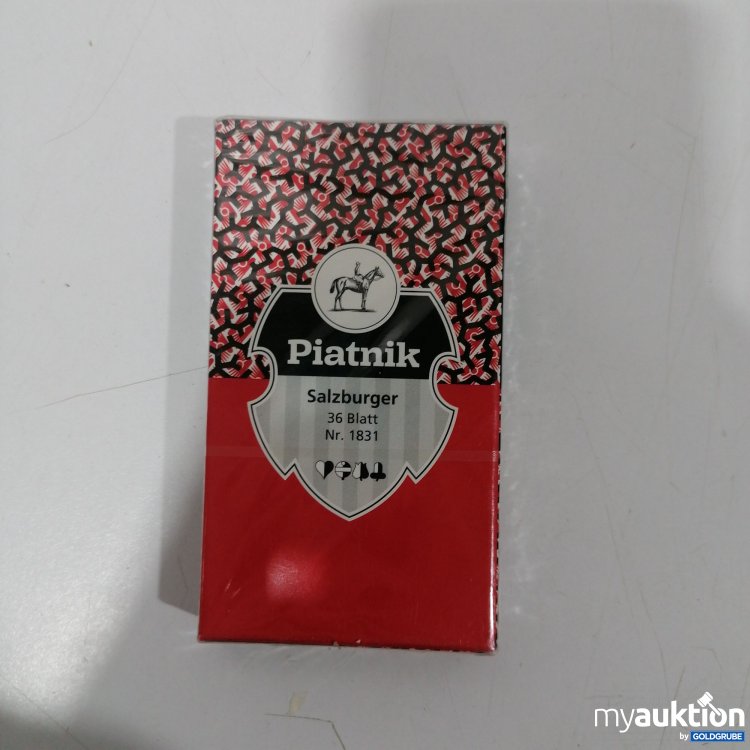 Piatnik
Salzburger
36 Blatt
Nr. 1831
myauktion
by GOLDGRUBE